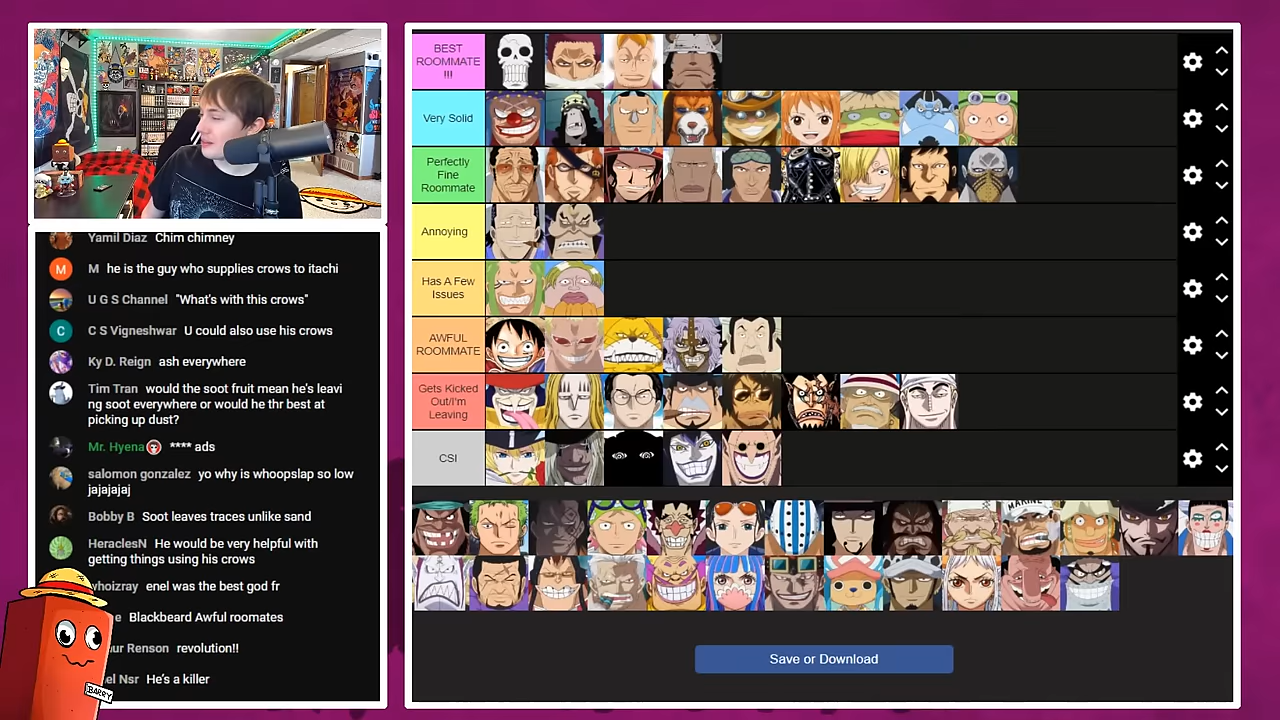 Yamil Diaz Chim chimney
M
M he is the guy who supplies crows to itachi
U G S Channel "What's with this crows"
C
C S Vigneshwar U could also use his crows
Ky D. Reign ash everywhere
Tim Tran would the soot fruit mean he's leavi
ng soot everywhere or would he thr best at
picking up dust?
Mr. Hyena **** ads
salomon gonzalez yo why is whoopslap so low
jajajajaj
Bobby B Soot leaves traces unlike sand
HeraclesN He would be very helpful with
getting things using his crows
whoizray enel was the best god fr
Blackbeard Awful roomates
Renson revolution!!
Nsr He's a killer
BARRY
BEST
ROOMMATE
!!!
Very Solid
Perfectly
Fine
Roommate
Annoying
Has A Few
Issues
AWFUL
ROOMMATE
Gets Kicked
Out/I'm
Leaving
CSI
MARINE
Save or Download